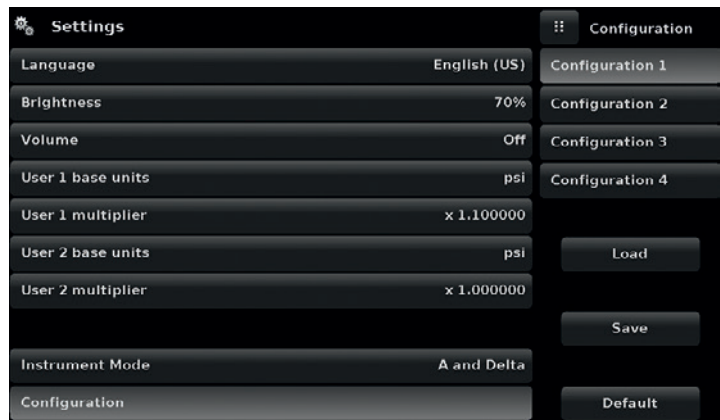 Settings
Language English (US)
Brightness 70%
Volume Off
User 1 base units psi
User 1 multiplier x 1.100000
User 2 base units psi
User 2 multiplier x 1.000000
Instrument Mode A and Delta
Configuration
Configuration
Configuration 1
Configuration 2
Configuration 3
Configuration 4
Load
Save
Default